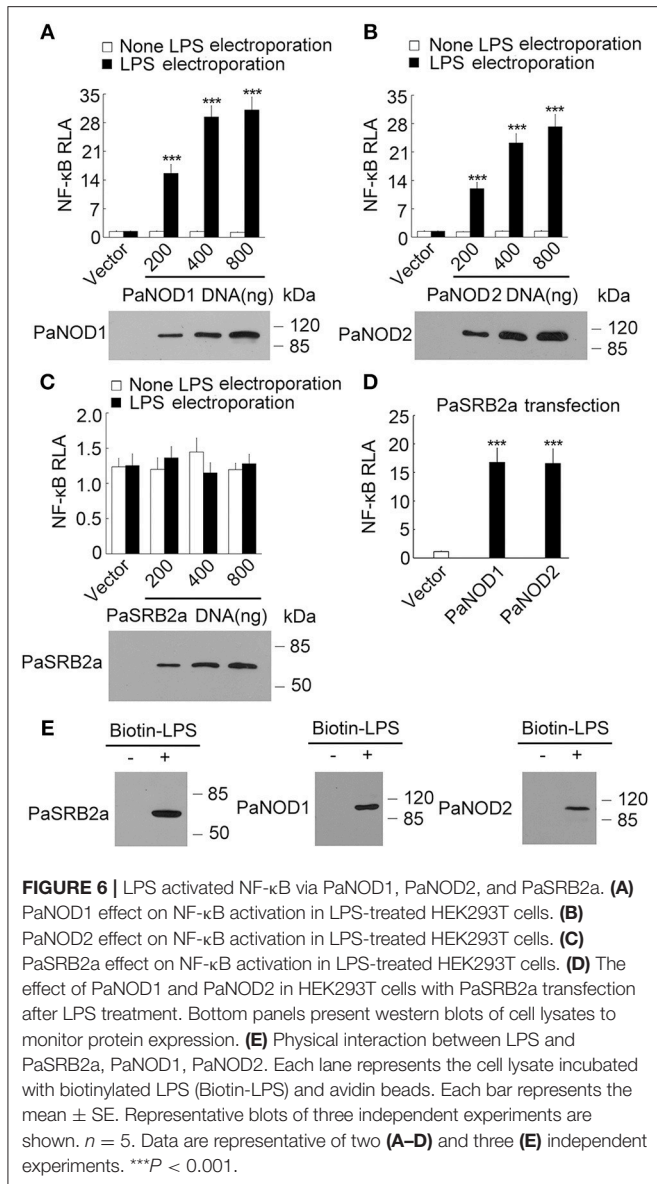 A
None LPS electroporation
LPS electroporation
NF-κB RLA
35
28
21
14
7
0
***
***
***
Vector
200
400
800
PaNOD1 DNA(ng)
kDa
PaNOD1
– 120
– 85
B
None LPS electroporation
LPS electroporation
NF-κB RLA
35
28
21
14
7
0
***
***
***
Vector
200
400
800
PaNOD2 DNA(ng)
kDa
PaNOD2
– 120
– 85
C
None LPS electroporation
LPS electroporation
NF-κB RLA
2.0
1.5
1.0
0.5
0
Vector
200
400
800
PaSRB2a DNA(ng) kDa
PaSRB2a
– 85
– 50
D
PaSRB2a transfection
NF-κB RLA
25
20
15
10
5
0
***
***
Vector
PaNOD1
PaNOD2
E
Biotin-LPS
- +
PaSRB2a
– 85
– 50
Biotin-LPS
- +
PaNOD1
– 120
– 85
Biotin-LPS
- +
PaNOD2
– 120
– 85
FIGURE 6 | LPS activated NF-κB via PaNOD1, PaNOD2, and PaSRB2a. (A)
PaNOD1 effect on NF-κB activation in LPS-treated HEK293T cells. (B)
PaNOD2 effect on NF-κB activation in LPS-treated HEK293T cells. (C)
PaSRB2a effect on NF-κB activation in LPS-treated HEK293T cells. (D) The
effect of PaNOD1 and PaNOD2 in HEK293T cells with PaSRB2a transfection
after LPS treatment. Bottom panels present western blots of cell lysates to
monitor protein expression. (E) Physical interaction between LPS and
PaSRB2a, PaNOD1, PaNOD2. Each lane represents the cell lysate incubated
with biotinylated LPS (Biotin-LPS) and avidin beads. Each bar represents the
mean ± SE. Representative blots of three independent experiments are
shown. n = 5. Data are representative of two (A–D) and three (E) independent
experiments. ***P < 0.001.